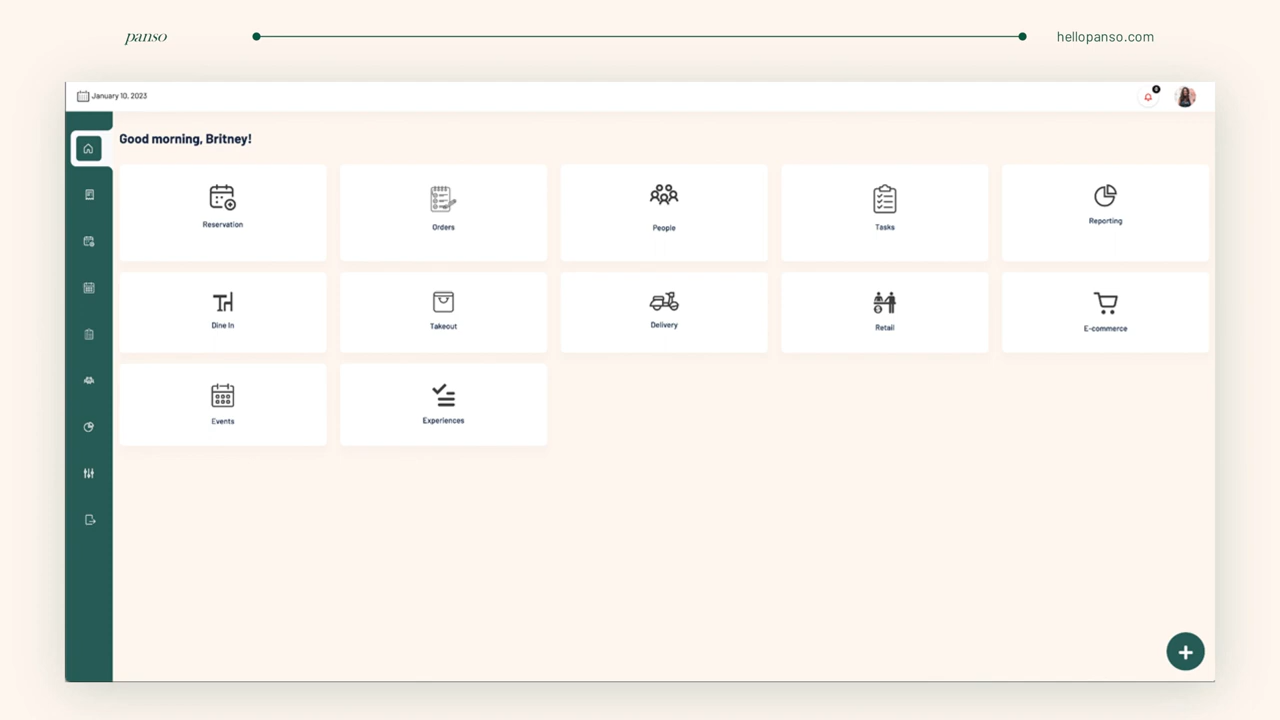 panso
hellopanso.com
January 10, 2023
Good morning, Britney!
Reservation
Orders
People
Tasks
Reporting
Dine In
Takeout
Delivery
Retail
E-commerce
Events
Experiences